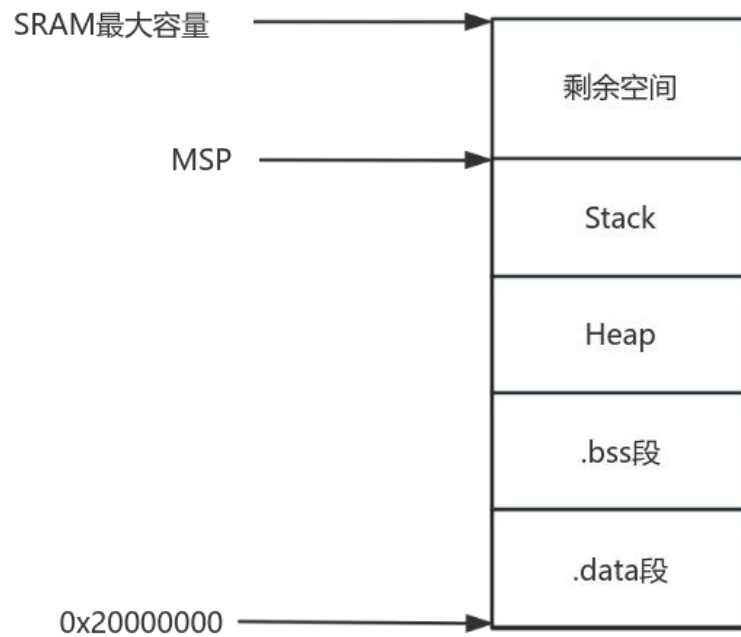 SRAM最大容量
剩余空间
MSP
Stack
Heap
.bss段
.data段
0x20000000